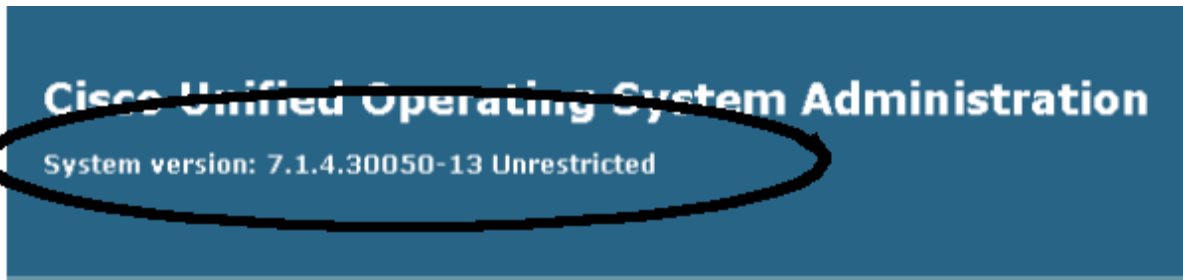 Cisco Unified Operating System Administration
System version: 7.1.4.30050-13 Unrestricted